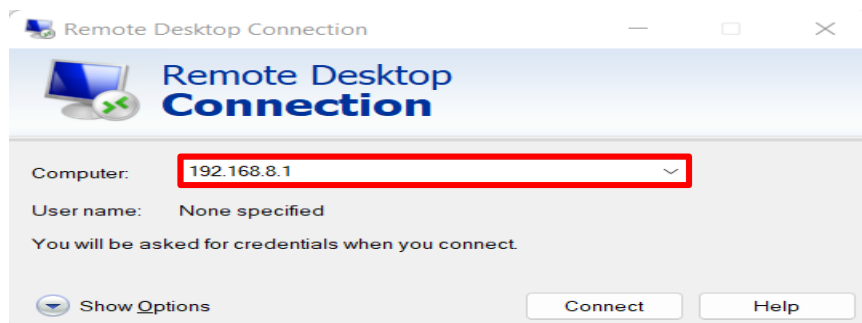 Remote Desktop Connection
Remote Desktop
Connection
Computer: 192.168.8.1
User name: None specified
You will be asked for credentials when you connect.
Show Options Connect Help